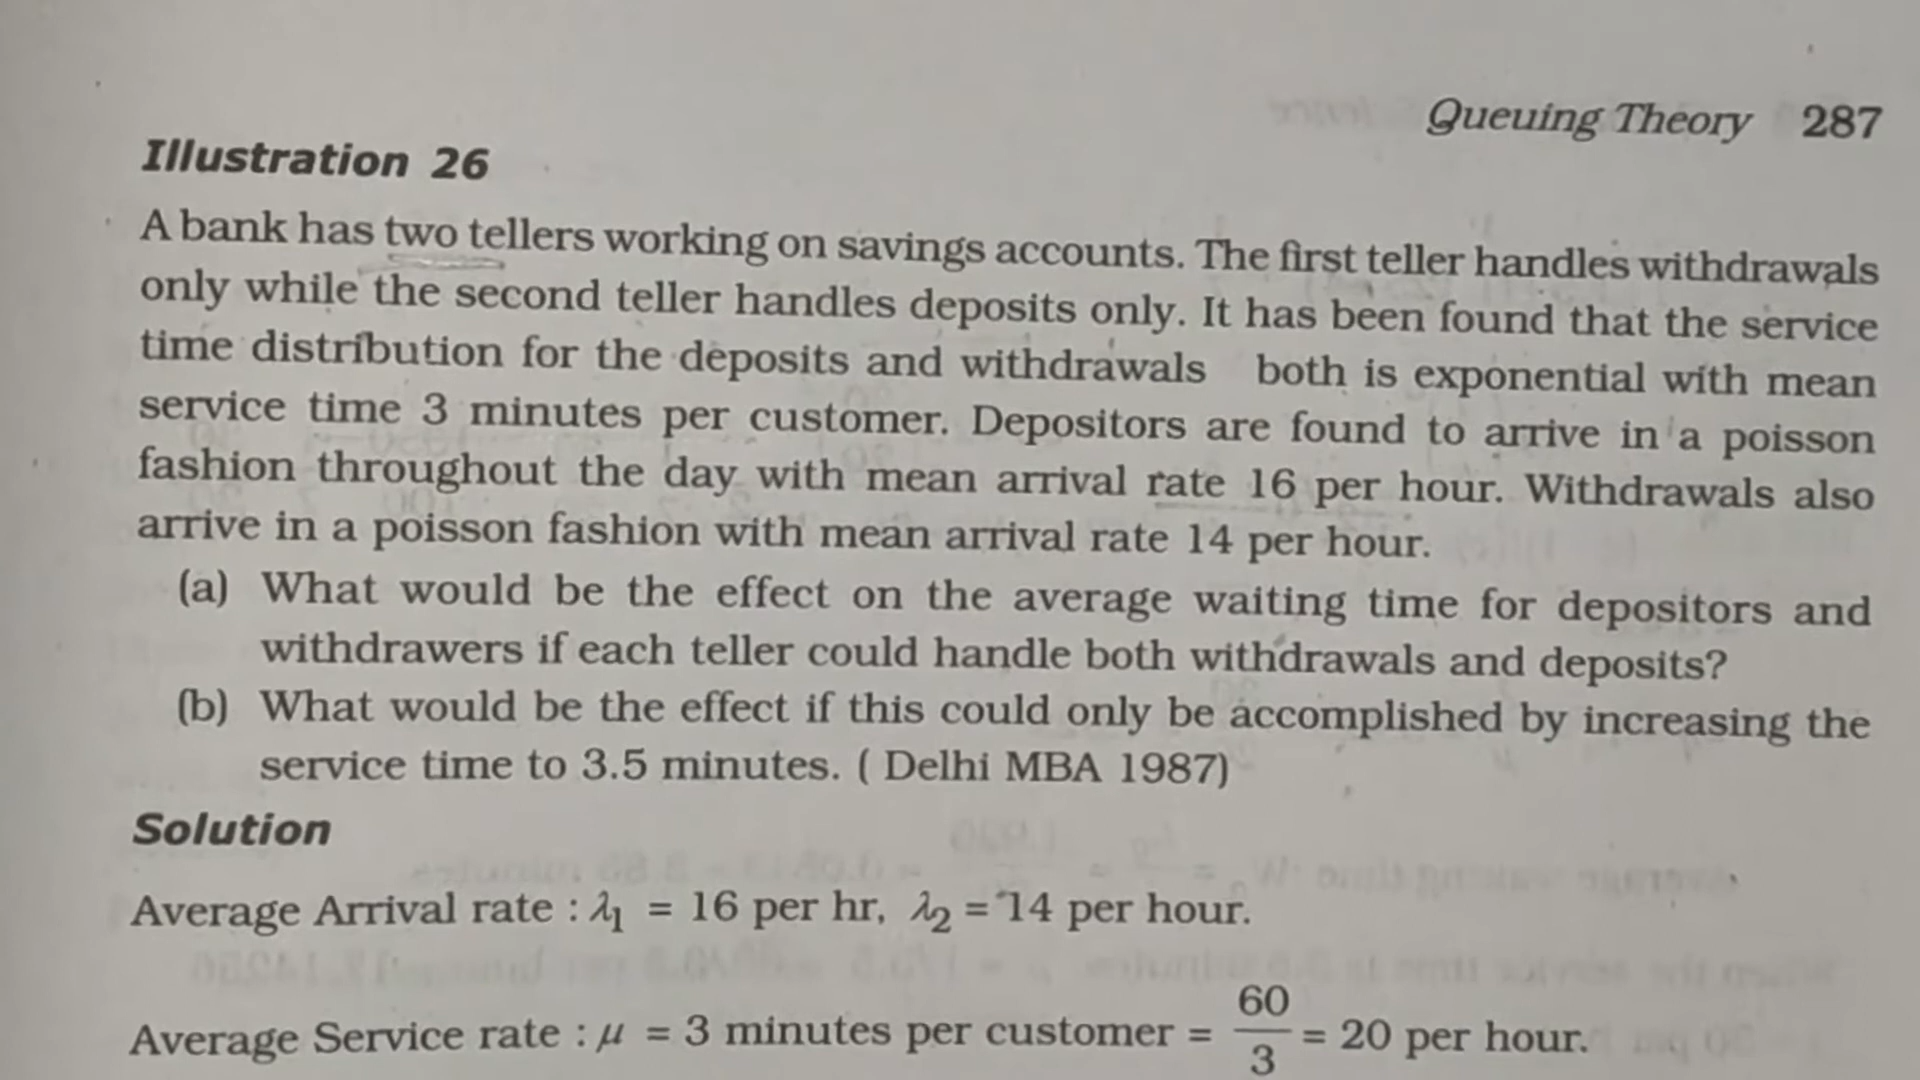 Queuing Theory 287
Illustration 26
A bank has two tellers working on savings accounts. The first teller handles withdrawals
only while the second teller handles deposits only. It has been found that the service
time distribution for the deposits and withdrawals both is exponential with mean
service time 3 minutes per customer. Depositors are found to arrive in a poisson
fashion throughout the day with mean arrival rate 16 per hour. Withdrawals also
arrive in a poisson fashion with mean arrival rate 14 per hour.
(a) What would be the effect on the average waiting time for depositors and
withdrawers if each teller could handle both withdrawals and deposits?
(b) What would be the effect if this could only be accomplished by increasing the
service time to 3.5 minutes. ( Delhi MBA 1987)
Solution
Average Arrival rate : λ₁ = 16 per hr, λ₂ = 14 per hour.
Average Service rate : μ = 3 minutes per customer = 60/3 = 20 per hour.